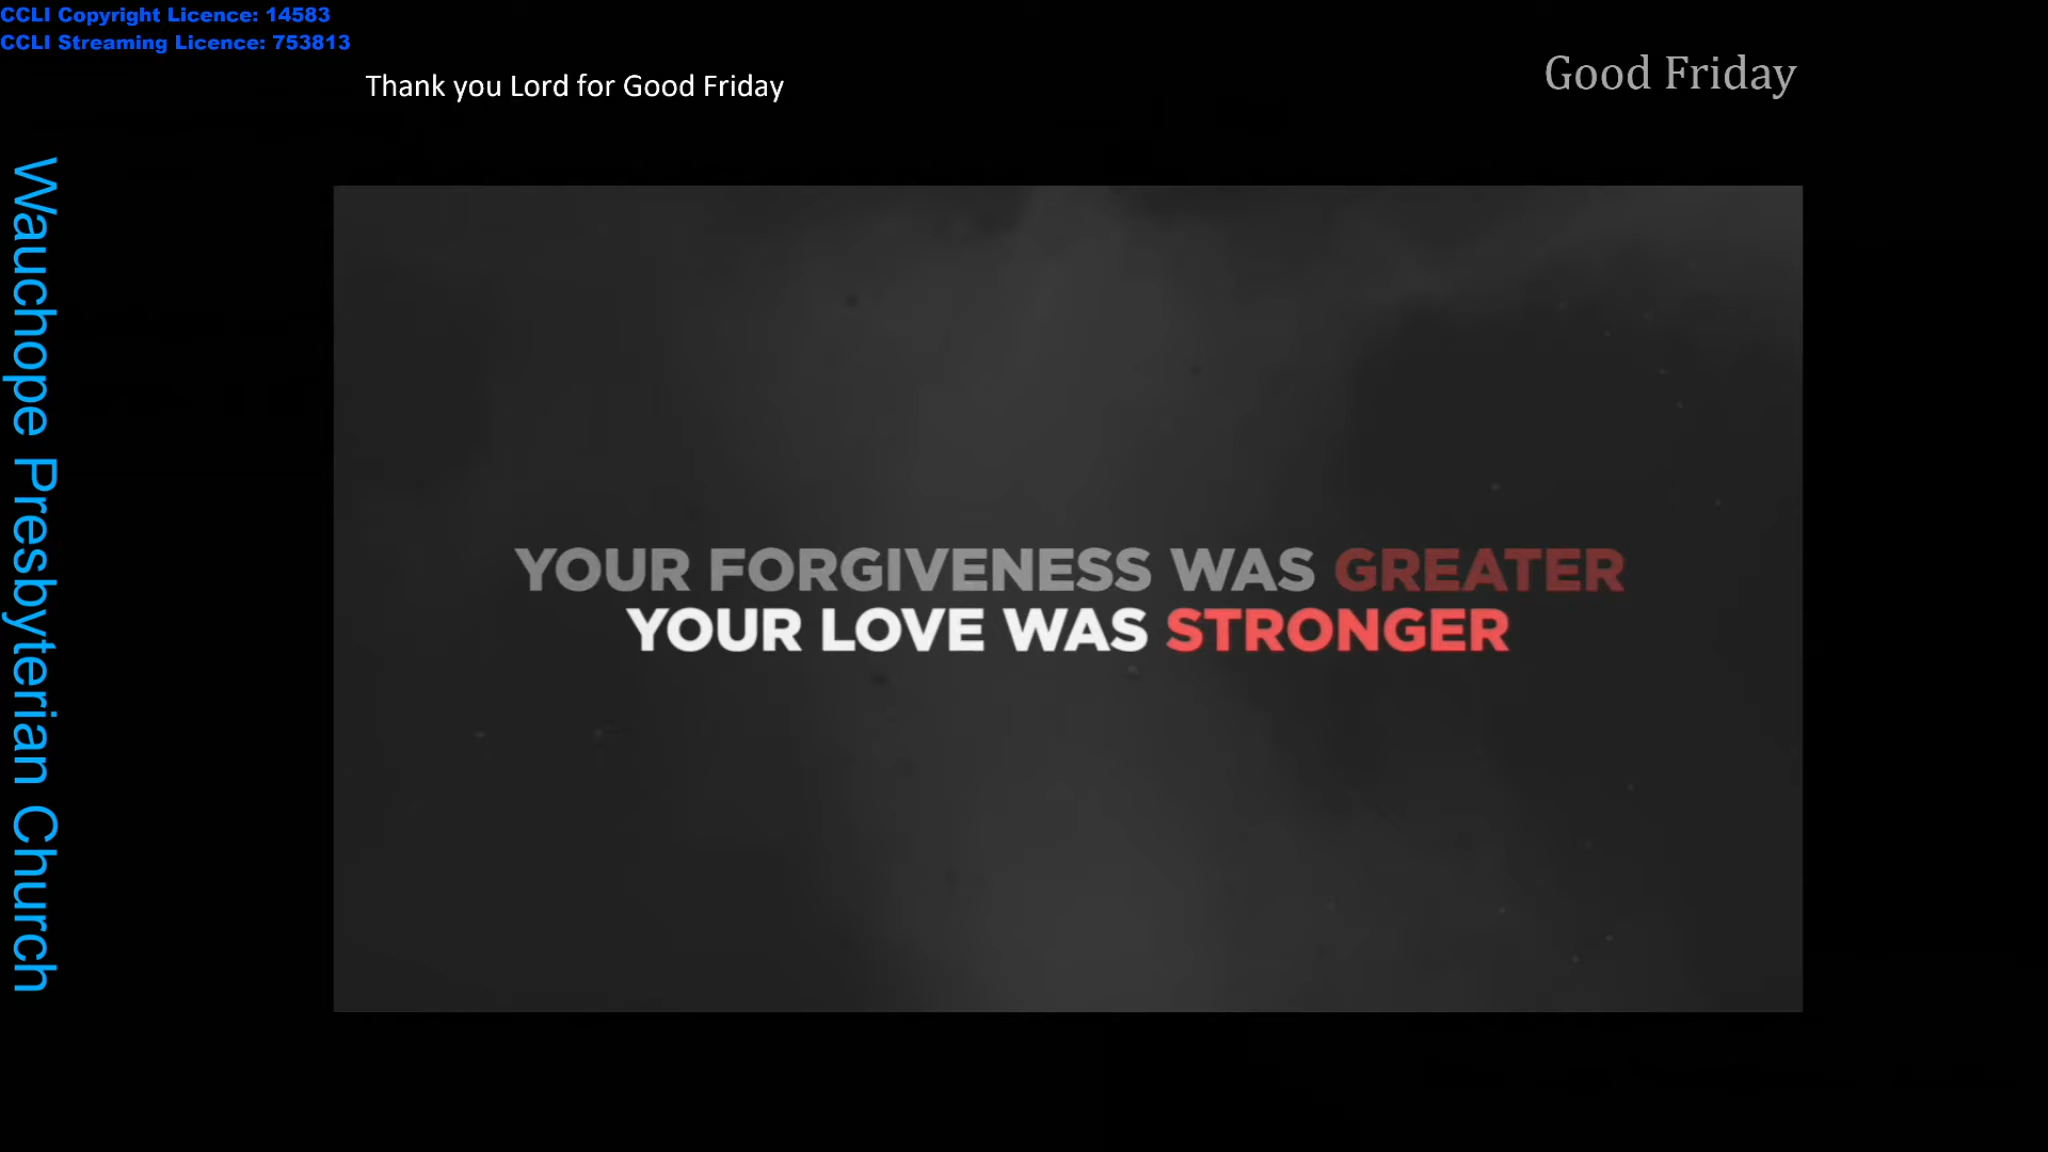 CCLI Copyright Licence: 14583
CCLI Streaming Licence: 753813
Thank you Lord for Good Friday
Good Friday
Wauchope Presbyterian Church
YOUR FORGIVENESS WAS GREATER
YOUR LOVE WAS STRONGER